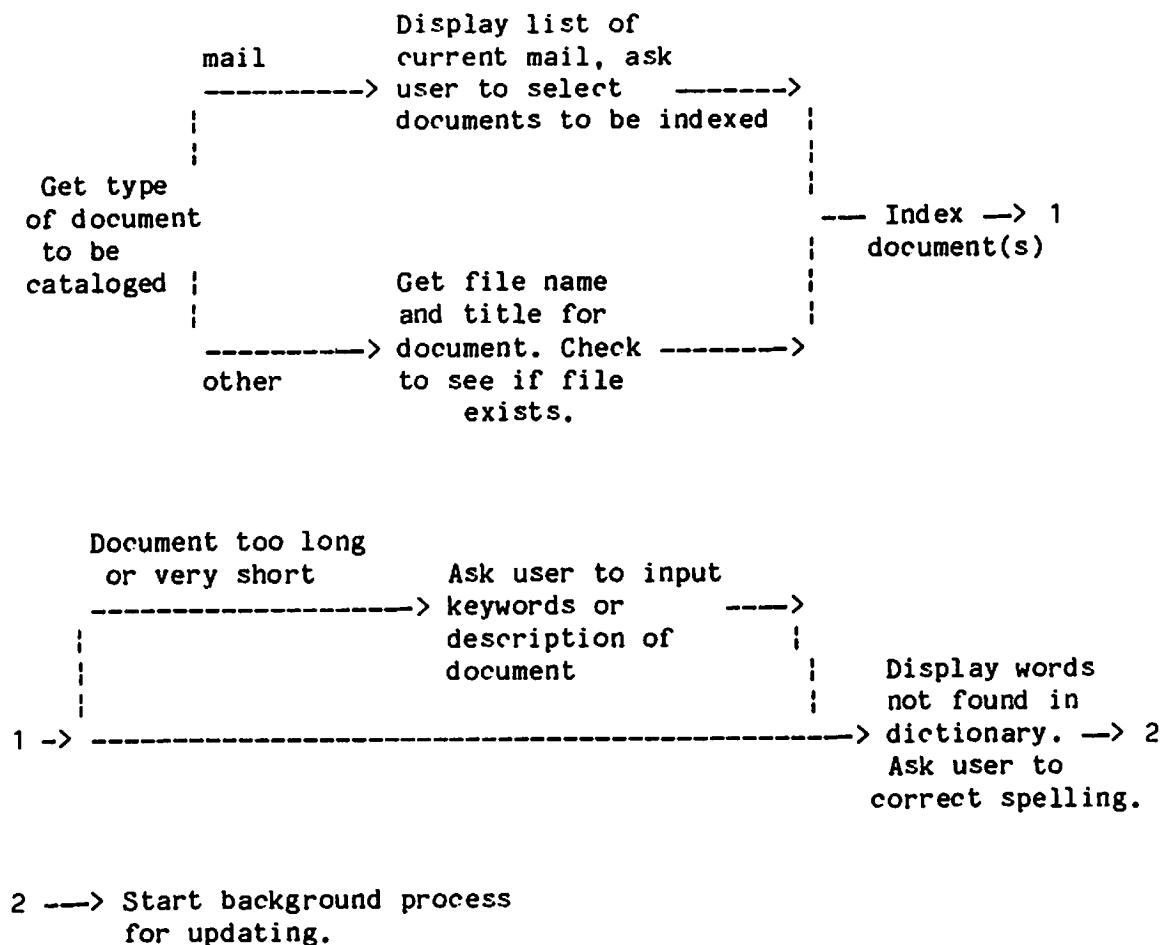 mail
Display list of
current mail, ask
user to select
documents to be indexed
Get type
of document
to be
cataloged
Index
document(s)
1
Get file name
and title for
document. Check
to see if file
exists.
other
Document too long
or very short
Ask user to input
keywords or
description of
document
1
Display words
not found in
dictionary.
Ask user to
correct spelling.
2
2
Start background process
for updating.